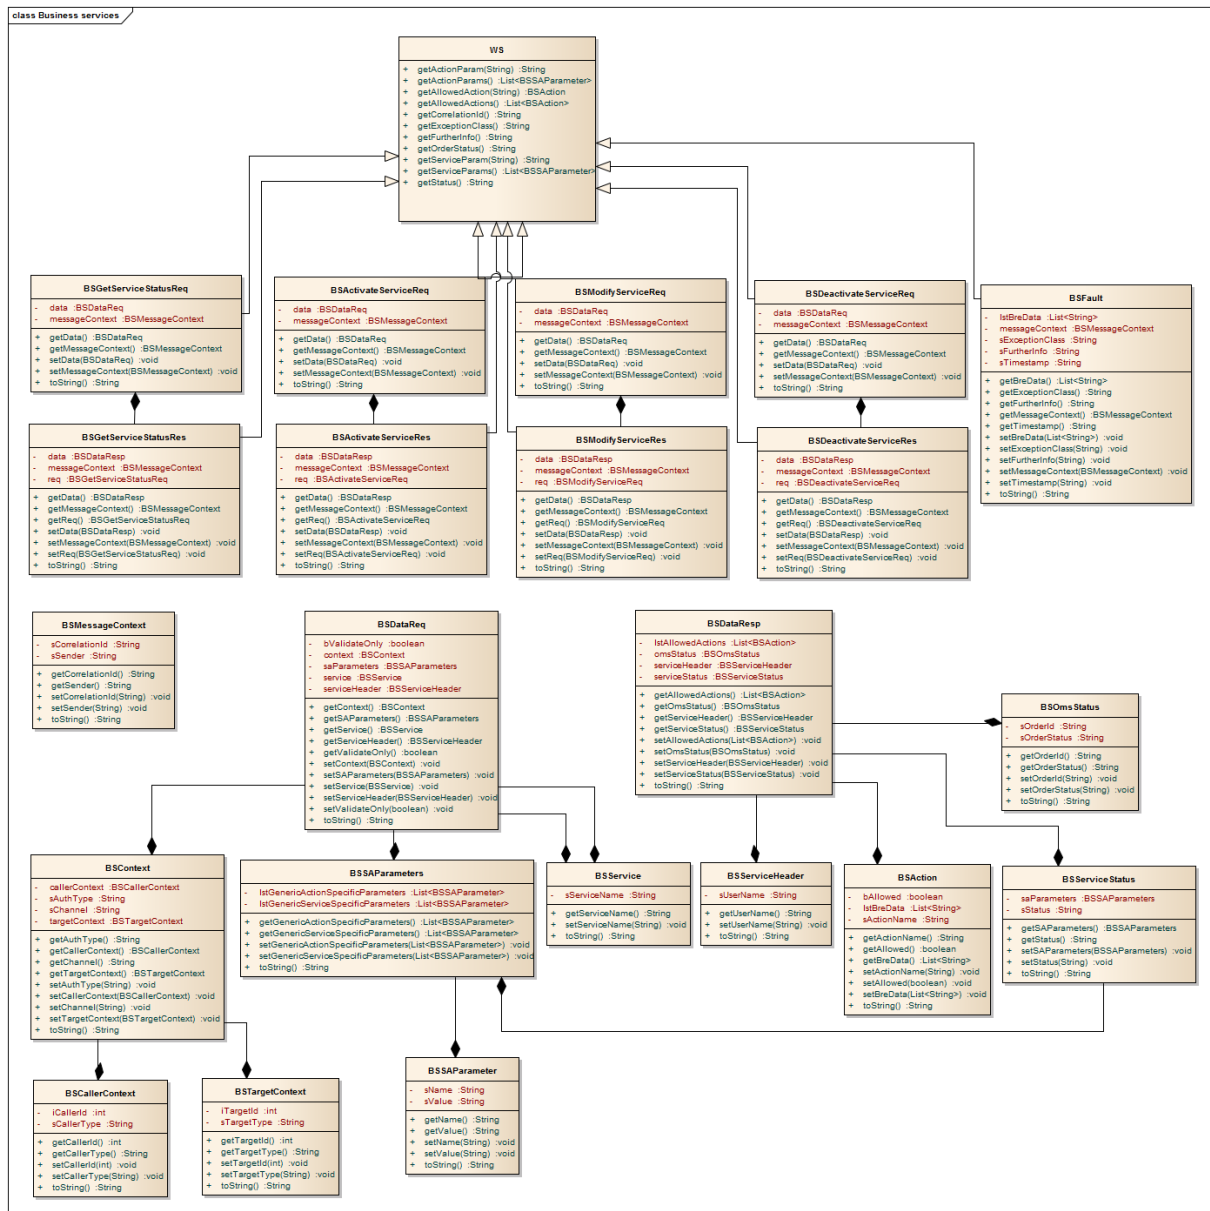 class Business services
WS
+ getActionParam(String) :String
+ getActionParams() :List<BSSAParameter>
+ getAllowedAction(String) :BSAction
+ getAllowedActions() :List<BSAction>
+ getCorrelationId() :String
+ getExceptionClass() :String
+ getFurtherInfo() :String
+ getOrderStatus() :String
+ getServiceParam(String) :String
+ getServiceParams() :List<BSSAParameter>
+ getStatus() :String
BSGetServiceStatusReq
- data :BSDataReq
- messageContext :BSMessageContext
+ getData() :BSDataReq
+ getMessageContext() :BSMessageContext
+ setData(BSDataReq) :void
+ setMessageContext(BSMessageContext) :void
+ toString() :String
BSActivateServiceReq
- data :BSDataReq
- messageContext :BSMessageContext
+ getData() :BSDataReq
+ getMessageContext() :BSMessageContext
+ setData(BSDataReq) :void
+ setMessageContext(BSMessageContext) :void
+ toString() :String
BSModifyServiceReq
- data :BSDataReq
- messageContext :BSMessageContext
+ getData() :BSDataReq
+ getMessageContext() :BSMessageContext
+ setData(BSDataReq) :void
+ setMessageContext(BSMessageContext) :void
+ toString() :String
BSDeactivateServiceReq
- data :BSDataReq
- messageContext :BSMessageContext
+ getData() :BSDataReq
+ getMessageContext() :BSMessageContext
+ setData(BSDataReq) :void
+ setMessageContext(BSMessageContext) :void
+ toString() :String
BSFault
- lstBreData :List<String>
- messageContext :BSMessageContext
- sExceptionClass :String
- sFurtherInfo :String
- sTimestamp :String
+ getBreData() :List<String>
+ getExceptionClass() :String
+ getFurtherInfo() :String
+ getMessageContext() :BSMessageContext
+ getTimestamp() :String
+ setBreData(List<String>) :void
+ setExceptionClass(String) :void
+ setFurtherInfo(String) :void
+ setMessageContext(BSMessageContext) :void
+ setTimestamp(String) :void
+ toString() :String
BSGetServiceStatusRes
- data :BSDataResp
- messageContext :BSMessageContext
- req :BSGetServiceStatusReq
+ getData() :BSDataResp
+ getMessageContext() :BSMessageContext
+ getReq() :BSGetServiceStatusReq
+ setData(BSDataResp) :void
+ setMessageContext(BSMessageContext) :void
+ setReq(BSGetServiceStatusReq) :void
+ toString() :String
BSActivateServiceRes
- data :BSDataResp
- messageContext :BSMessageContext
- req :BSActivateServiceReq
+ getData() :BSDataResp
+ getMessageContext() :BSMessageContext
+ getReq() :BSActivateServiceReq
+ setData(BSDataResp) :void
+ setMessageContext(BSMessageContext) :void
+ setReq(BSActivateServiceReq) :void
+ toString() :String
BSModifyServiceRes
- data :BSDataResp
- messageContext :BSMessageContext
- req :BSModifyServiceReq
+ getData() :BSDataResp
+ getMessageContext() :BSMessageContext
+ getReq() :BSModifyServiceReq
+ setData(BSDataResp) :void
+ setMessageContext(BSMessageContext) :void
+ setReq(BSModifyServiceReq) :void
+ toString() :String
BSDeactivateServiceRes
- data :BSDataResp
- messageContext :BSMessageContext
- req :BSDeactivateServiceReq
+ getData() :BSDataResp
+ getMessageContext() :BSMessageContext
+ getReq() :BSDeactivateServiceReq
+ setData(BSDataResp) :void
+ setMessageContext(BSMessageContext) :void
+ setReq(BSDeactivateServiceReq) :void
+ toString() :String
BSMessageContext
- sCorrelationId :String
- sSender :String
+ getCorrelationId() :String
+ getSender() :String
+ setCorrelationId(String) :void
+ setSender(String) :void
+ toString() :String
BSDataReq
- bValidateOnly :boolean
- context :BSContext
- saParameters :BSSAParameters
- service :BSService
- serviceHeader :BSServiceHeader
+ getContext() :BSContext
+ getSAParameters() :BSSAParameters
+ getService() :BSService
+ getServiceHeader() :BSServiceHeader
+ getValidateOnly() :boolean
+ setContext(BSContext) :void
+ setSAParameters(BSSAParameters) :void
+ setService(BSService) :void
+ setServiceHeader(BSServiceHeader) :void
+ setValidateOnly(boolean) :void
+ toString() :String
BSDataResp
- lstAllowedActions :List<BSAction>
- omsStatus :BSOmsStatus
- serviceHeader :BSServiceHeader
- serviceStatus :BSServiceStatus
+ getAllowedActions() :List<BSAction>
+ getOmsStatus() :BSOmsStatus
+ getServiceHeader() :BSServiceHeader
+ getServiceStatus() :BSServiceStatus
+ setAllowedActions(List<BSAction>) :void
+ setOmsStatus(BSOmsStatus) :void
+ setServiceHeader(BSServiceHeader) :void
+ setServiceStatus(BSServiceStatus) :void
+ toString() :String
BSOmsStatus
- sOrderId :String
- sOrderStatus :String
+ getOrderId() :String
+ getOrderStatus() :String
+ setOrderId(String) :void
+ setOrderStatus(String) :void
+ toString() :String
BSContext
- callerContext :BSCallerContext
- sAuthType :String
- sChannel :String
- targetContext :BSTargetContext
+ getAuthType() :String
+ getCallerContext() :BSCallerContext
+ getChannel() :String
+ getTargetContext() :BSTargetContext
+ setAuthType(String) :void
+ setCallerContext(BSCallerContext) :void
+ setChannel(String) :void
+ setTargetContext(BSTargetContext) :void
+ toString() :String
BSSAParameters
- lstGenericActionSpecificParameters :List<BSSAParameter>
- lstGenericServiceSpecificParameters :List<BSSAParameter>
+ getGenericActionSpecificParameters() :List<BSSAParameter>
+ getGenericServiceSpecificParameters() :List<BSSAParameter>
+ setGenericActionSpecificParameters(List<BSSAParameter>) :void
+ setGenericServiceSpecificParameters(List<BSSAParameter>) :void
+ toString() :String
BSService
- sServiceName :String
+ getServiceName() :String
+ setServiceName(String) :void
+ toString() :String
BSServiceHeader
- sUserName :String
+ getUserName() :String
+ setUserName(String) :void
+ toString() :String
BSAction
- bAllowed :boolean
- lstBreData :List<String>
- sActionName :String
+ getActionName() :String
+ getAllowed() :boolean
+ getBreData() :List<String>
+ setActionName(String) :void
+ setAllowed(boolean) :void
+ setBreData(List<String>) :void
+ toString() :String
BSServiceStatus
- saParameters :BSSAParameters
- sStatus :String
+ getSAParameters() :BSSAParameters
+ getStatus() :String
+ setSAParameters(BSSAParameters) :void
+ setStatus(String) :void
+ toString() :String
BSCallerContext
- iCallerId :int
- sCallerType :String
+ getCallerId() :int
+ getCallerType() :String
+ setCallerId(int) :void
+ setCallerType(String) :void
+ toString() :String
BSTargetContext
- iTargetId :int
- sTargetType :String
+ getTargetId() :int
+ getTargetType() :String
+ setTargetId(int) :void
+ setTargetType(String) :void
+ toString() :String
BSSAParameter
- sName :String
- sValue :String
+ getName() :String
+ getValue() :String
+ setName(String) :void
+ setValue(String) :void
+ toString() :String